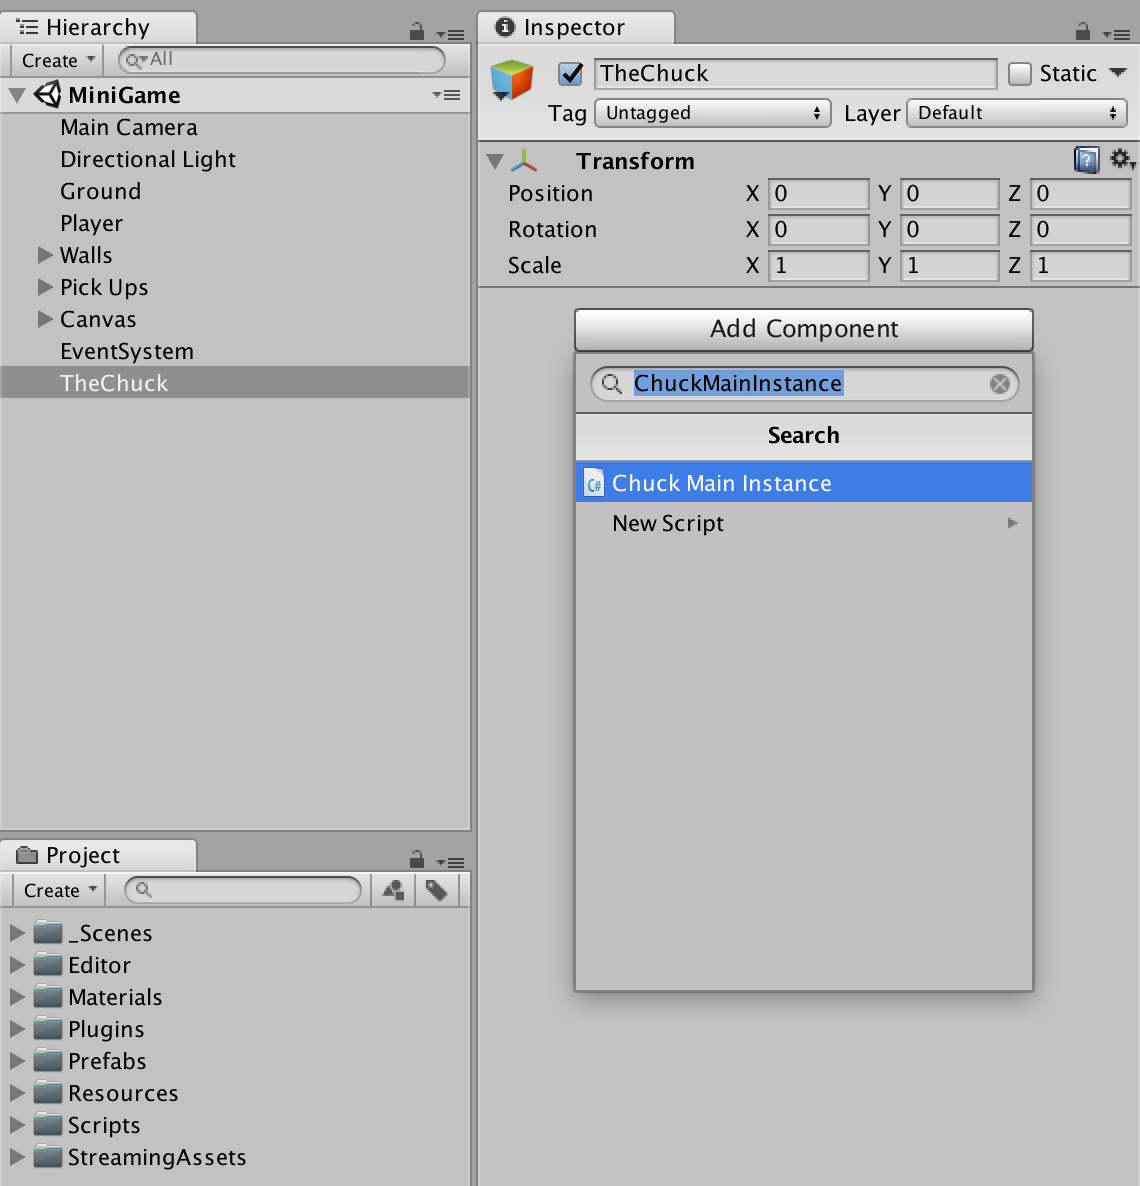 Hierarchy
Create
All
MiniGame
Main Camera
Directional Light
Ground
Player
Walls
Pick Ups
Canvas
EventSystem
TheChuck
Project
Create
_Scenes
Editor
Materials
Plugins
Prefabs
Resources
Scripts
StreamingAssets
Inspector
TheChuck
Static
Tag Untagged Layer Default
Transform
Position X 0 Y 0 Z 0
Rotation X 0 Y 0 Z 0
Scale X 1 Y 1 Z 1
Add Component
ChuckMainInstance
Search
C# Chuck Main Instance
New Script